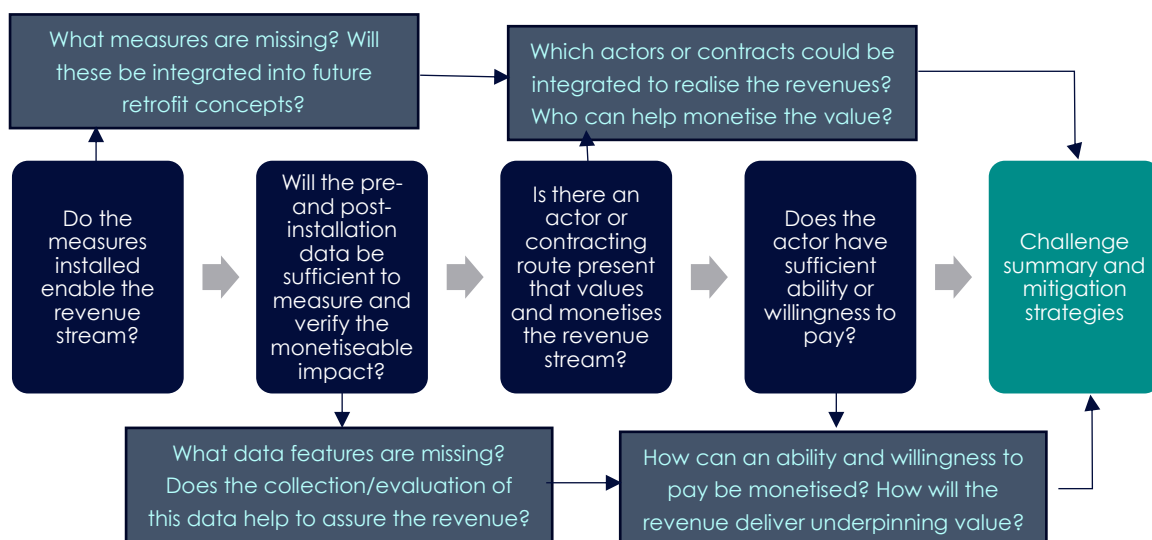 What measures are missing? Will
these be integrated into future
retrofit concepts?
Which actors or contracts could be
integrated to realise the revenues?
Who can help monetise the value?
Do the
measures
installed
enable the
revenue
stream?
Will the pre-
and post-
installation
data be
sufficient to
measure and
verify the
monetiseable
impact?
Is there an
actor or
contracting
route present
that values
and monetises
the revenue
stream?
Does the
actor have
sufficient
ability or
willingness to
pay?
Challenge
summary and
mitigation
strategies
What data features are missing?
Does the collection/evaluation of
this data help to assure the revenue?
How can an ability and willingness to
pay be monetised? How will the
revenue deliver underpinning value?